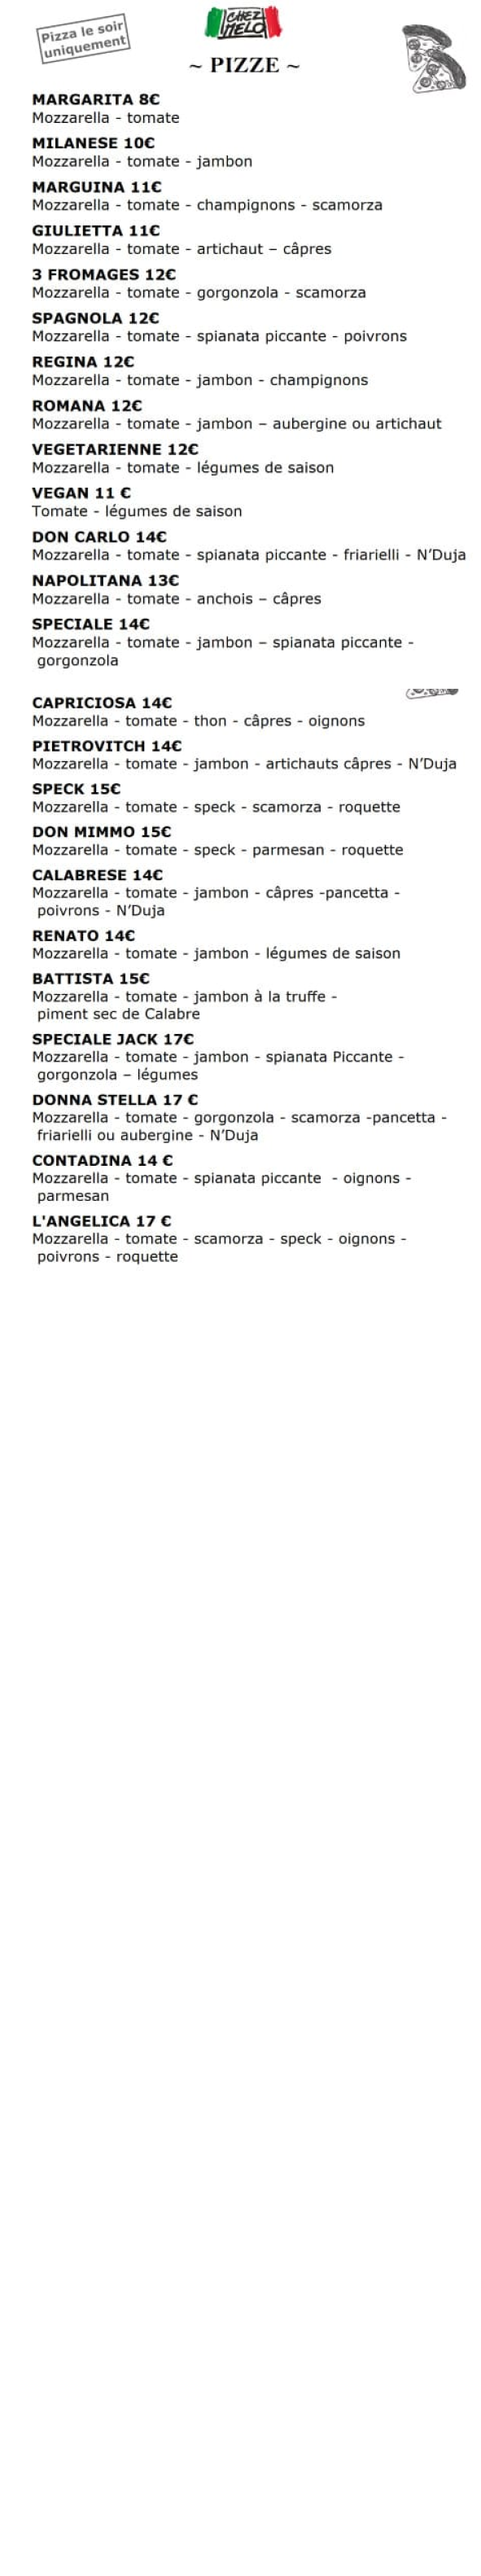 Pizza le soir
uniquement
CHEZ
MELO
~ PIZZE ~
MARGARITA 8€
Mozzarella - tomate
MILANESE 10€
Mozzarella - tomate - jambon
MARGUINA 11€
Mozzarella - tomate - champignons - scamorza
GIULIETTA 11€
Mozzarella - tomate - artichaut – câpres
3 FROMAGES 12€
Mozzarella - tomate - gorgonzola - scamorza
SPAGNOLA 12€
Mozzarella - tomate - spianata piccante - poivrons
REGINA 12€
Mozzarella - tomate - jambon - champignons
ROMANA 12€
Mozzarella - tomate - jambon – aubergine ou artichaut
VEGETARIENNE 12€
Mozzarella - tomate - légumes de saison
VEGAN 11 €
Tomate - légumes de saison
DON CARLO 14€
Mozzarella - tomate - spianata piccante - friarielli - N’Duja
NAPOLITANA 13€
Mozzarella - tomate - anchois – câpres
SPECIALE 14€
Mozzarella - tomate - jambon – spianata piccante -
gorgonzola
CAPRICIOSA 14€
Mozzarella - tomate - thon - câpres - oignons
PIETROVITCH 14€
Mozzarella - tomate - jambon - artichauts câpres - N’Duja
SPECK 15€
Mozzarella - tomate - speck - scamorza - roquette
DON MIMMO 15€
Mozzarella - tomate - speck - parmesan - roquette
CALABRESE 14€
Mozzarella - tomate - jambon - câpres -pancetta -
poivrons - N’Duja
RENATO 14€
Mozzarella - tomate - jambon - légumes de saison
BATTISTA 15€
Mozzarella - tomate - jambon à la truffe -
piment sec de Calabre
SPECIALE JACK 17€
Mozzarella - tomate - jambon - spianata Piccante -
gorgonzola – légumes
DONNA STELLA 17 €
Mozzarella - tomate - gorgonzola - scamorza -pancetta -
friarielli ou aubergine - N’Duja
CONTADINA 14 €
Mozzarella - tomate - spianata piccante - oignons -
parmesan
L'ANGELICA 17 €
Mozzarella - tomate - scamorza - speck - oignons -
poivrons - roquette